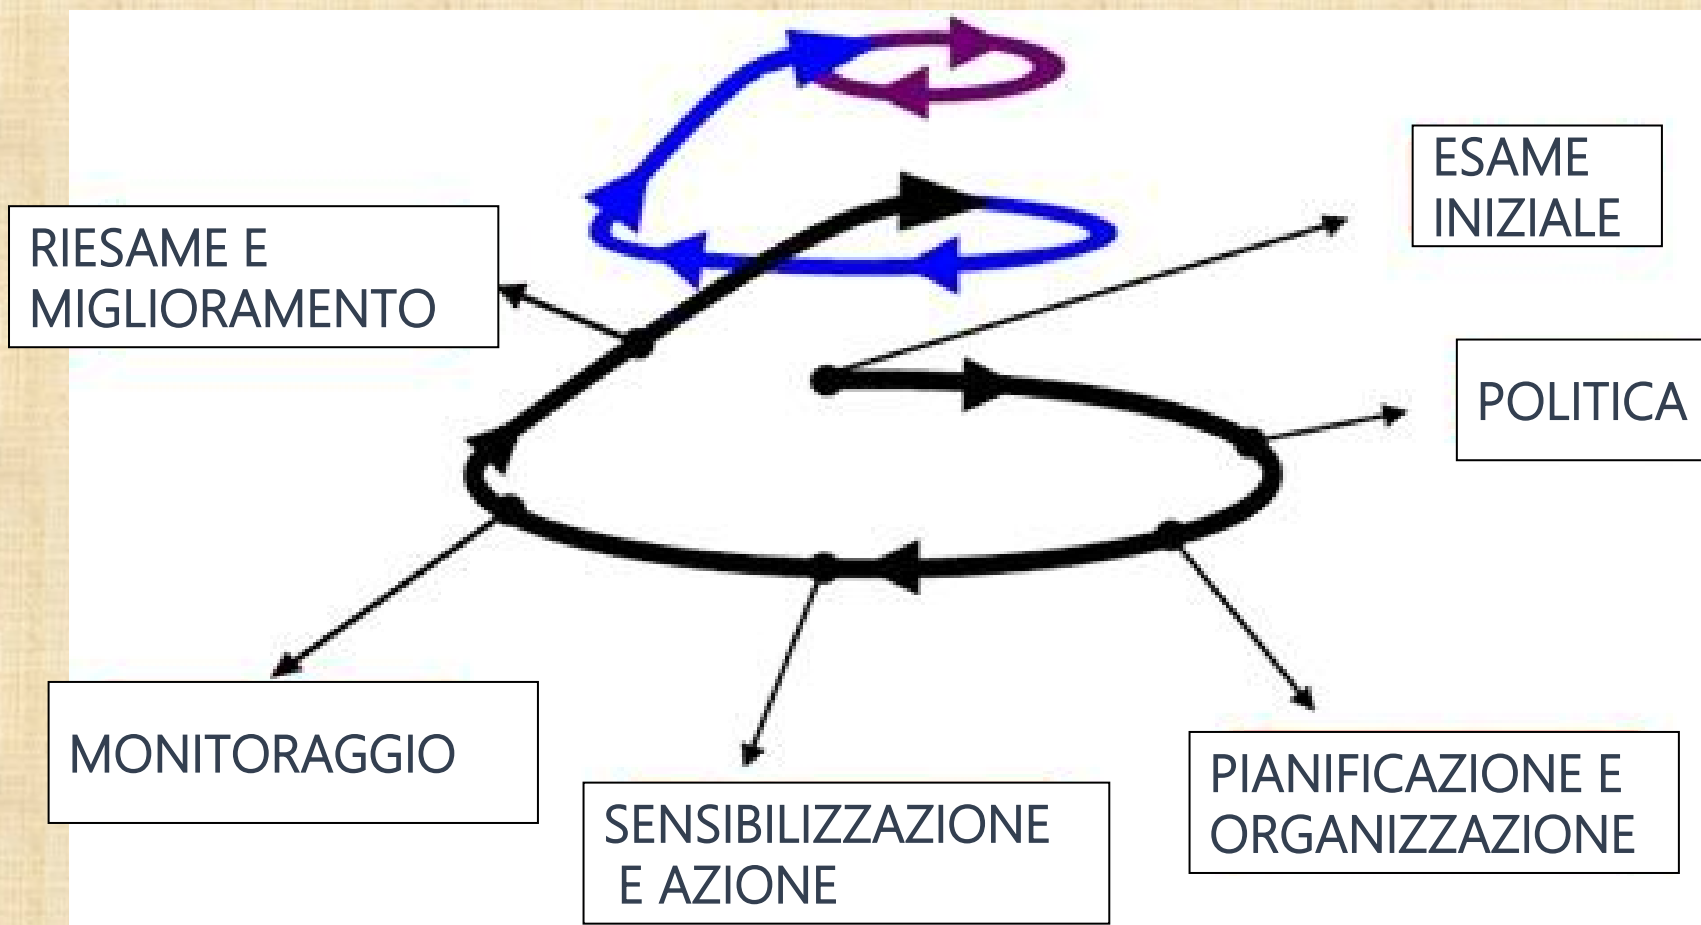 ESAME
INIZIALE
RIESAME E
MIGLIORAMENTO
POLITICA
MONITORAGGIO
PIANIFICAZIONE E
ORGANIZZAZIONE
SENSIBILIZZAZIONE
E AZIONE